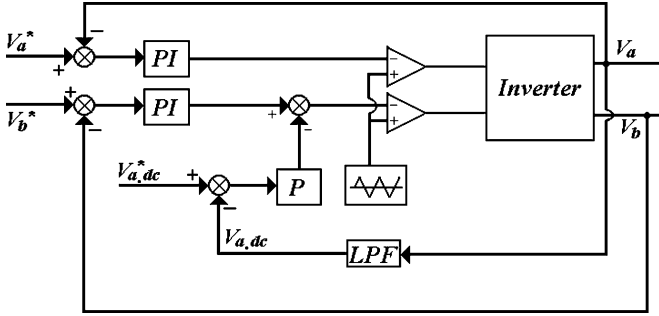 Va* − PI − + Va
+ Inverter
Vb* + − PI + − − + Vb
Va.dc* + − P
Va.dc LPF